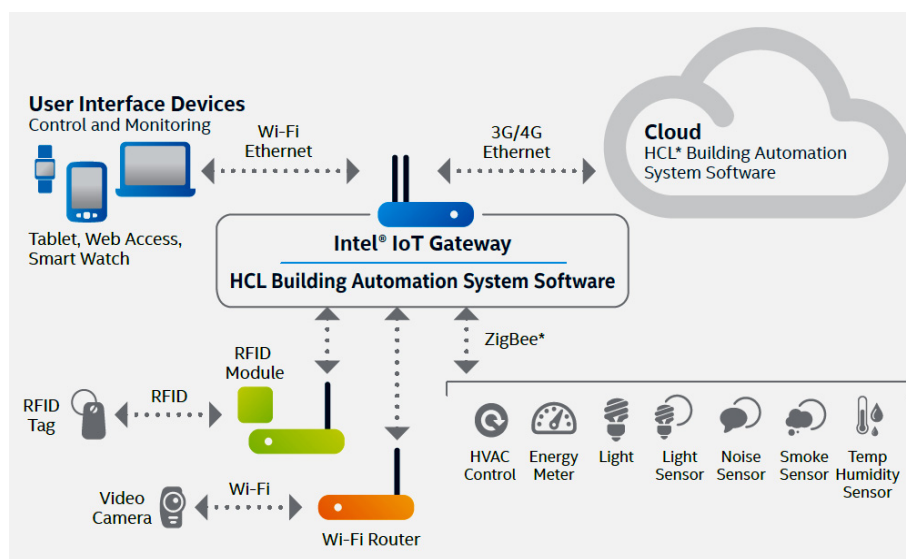 User Interface Devices
Control and Monitoring
Wi-Fi
Ethernet
3G/4G
Ethernet
Cloud
HCL* Building Automation
System Software
Tablet, Web Access,
Smart Watch
Intel® IoT Gateway
HCL Building Automation System Software
ZigBee*
RFID
Module
RFID
Tag
RFID
HVAC
Control
Energy
Meter
Light
Light
Sensor
Noise
Sensor
Smoke
Sensor
Temp
Humidity
Sensor
Video
Camera
Wi-Fi
Wi-Fi Router